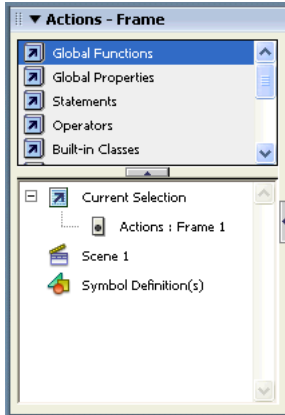 Actions - Frame
Global Functions
Global Properties
Statements
Operators
Built-in Classes
Current Selection
Actions : Frame 1
Scene 1
Symbol Definition(s)